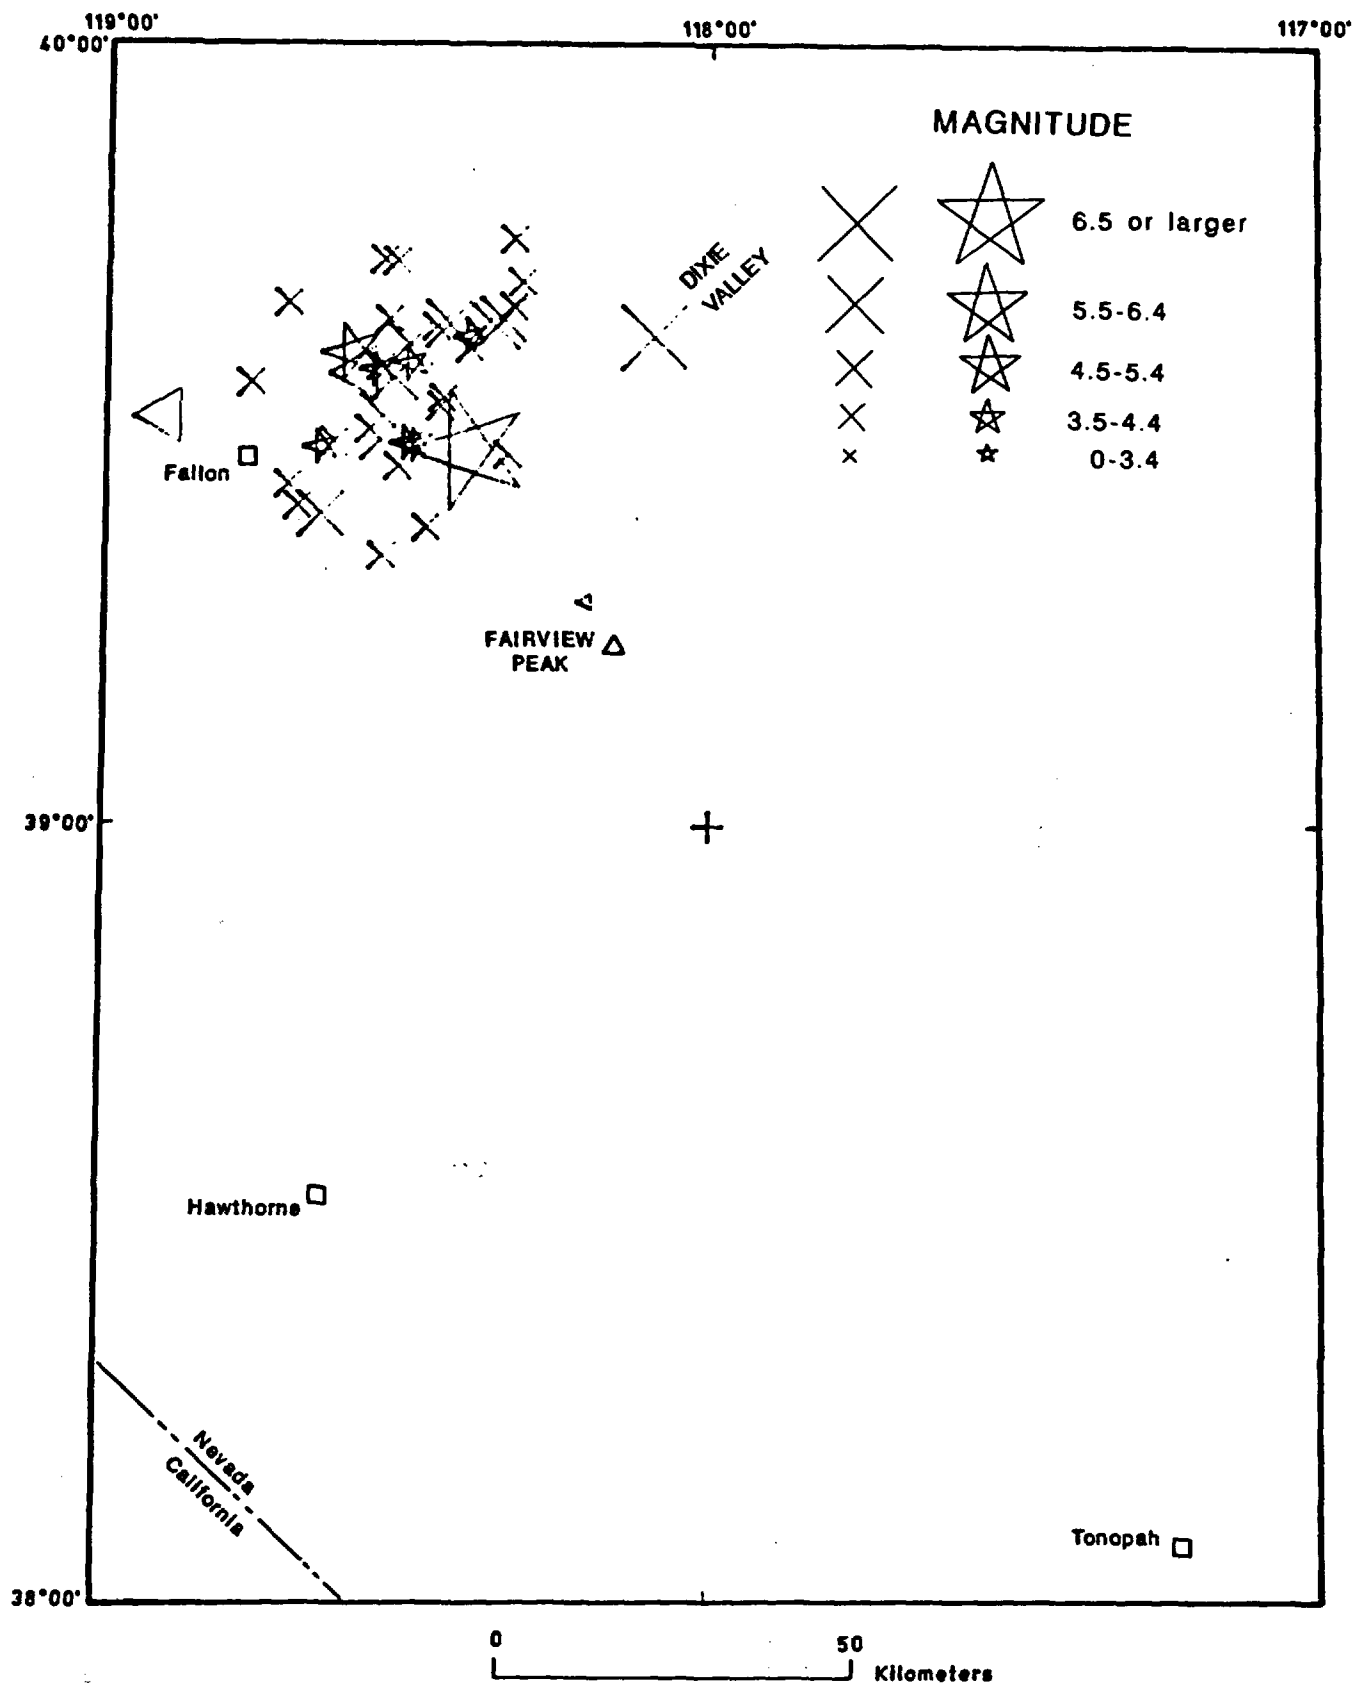 119°00'
118°00'
117°00'
40°00'
MAGNITUDE
6.5 or larger
5.5-6.4
4.5-5.4
3.5-4.4
0-3.4
DIXIE
VALLEY
Fallon
FAIRVIEW
PEAK
39°00'
Hawthorne
Nevada
California
Tonopah
38°00'
0
50
Kilometers